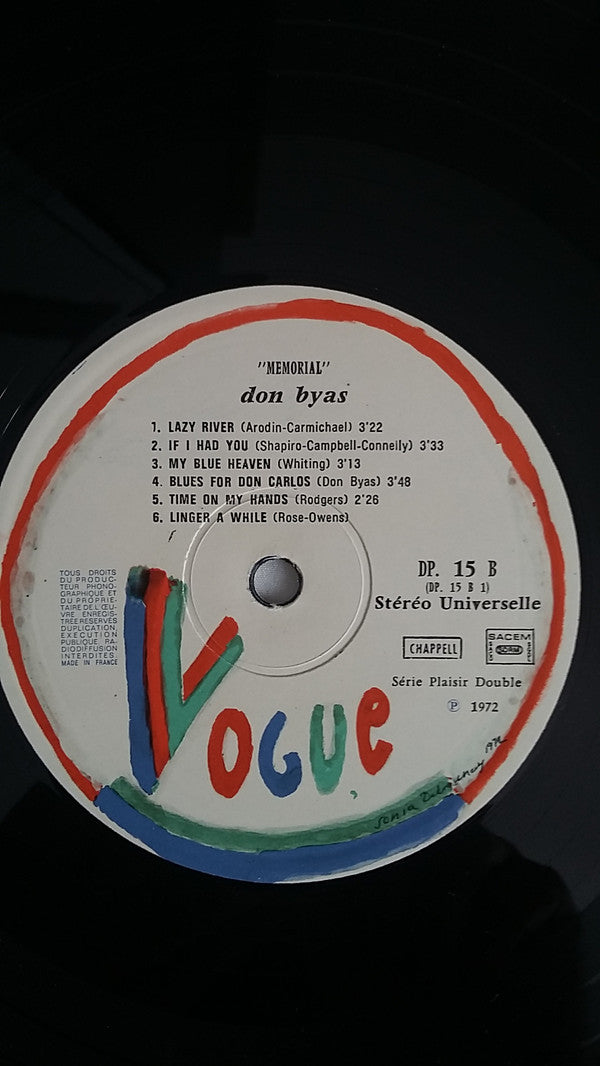 "MEMORIAL"
don byas
1. LAZY RIVER (Arodin-Carmichael) 3'22
2. IF I HAD YOU (Shapiro-Campbell-Connelly) 3'33
3. MY BLUE HEAVEN (Whiting) 3'13
4. BLUES FOR DON CARLOS (Don Byas) 3'48
5. TIME ON MY HANDS (Rodgers) 2'26
6. LINGER A WHILE (Rose-Owens)
TOUS DROITS
DU PRODUC-
TEUR PHONO-
GRAPHIQUE ET
DU PROPRIE-
TAIRE DE L'ŒU-
VRE ENREGIS-
TRÉE RESERVÉS
DUPLICATION,
EXECUTION
PUBLIQUE, RA-
DIODIFFUSION
INTERDITES.
MADE IN FRANCE
DP. 15 B
(DP. 15 B 1)
Stéréo Universelle
CHAPPELL
SACEM
Série Plaisir Double
℗ 1972
VOGUE
Sonia Delaunay 1972